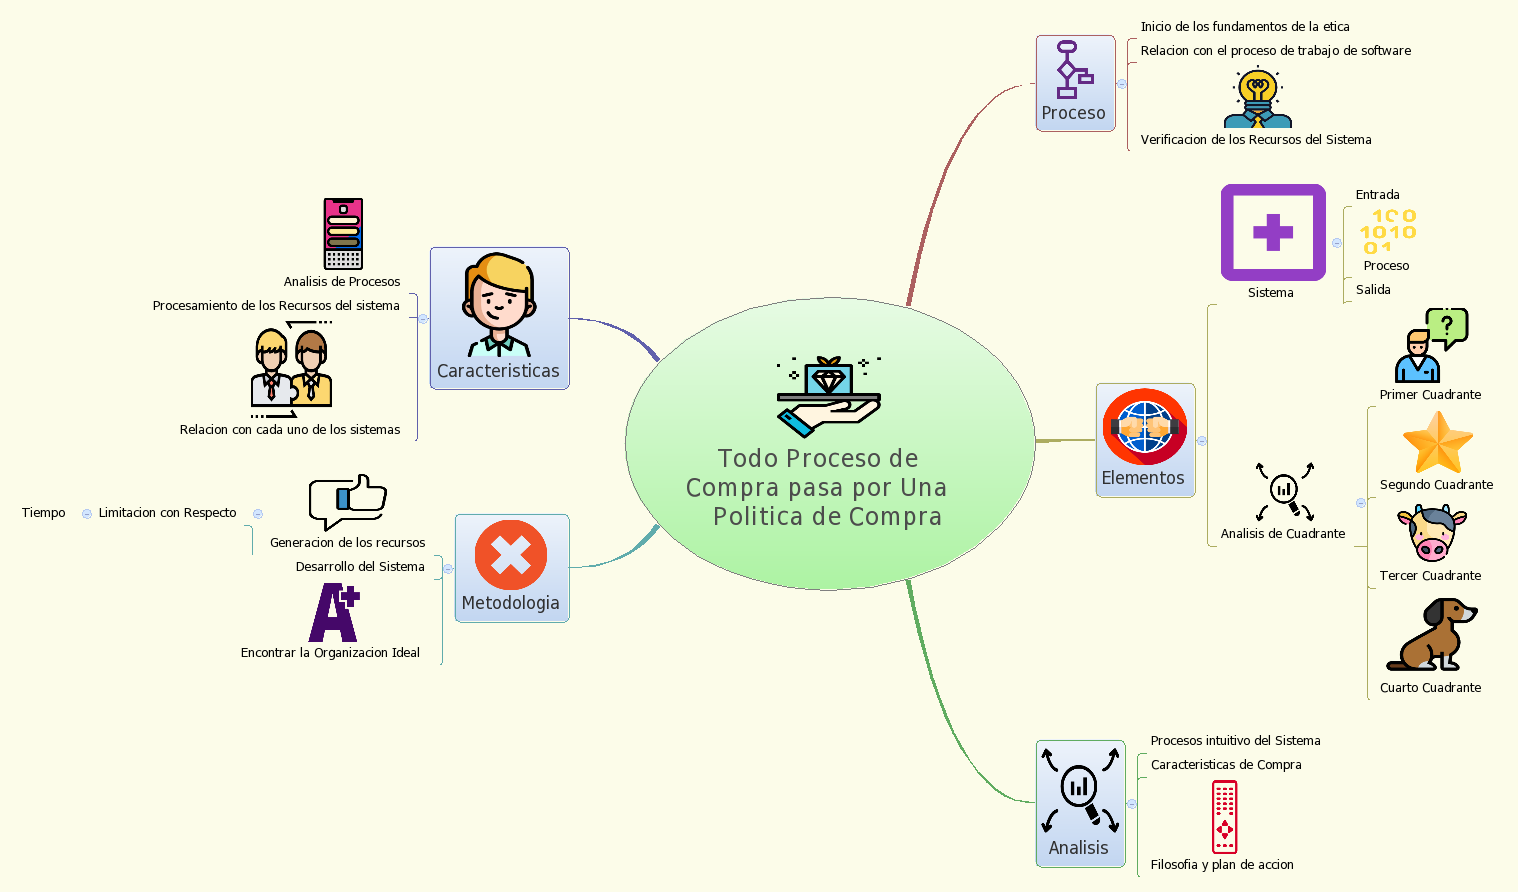 Todo Proceso de
Compra pasa por Una
Politica de Compra
Proceso
Inicio de los fundamentos de la etica
Relacion con el proceso de trabajo de software
Verificacion de los Recursos del Sistema
Elementos
Sistema
Entrada
100
1010
01
Proceso
Salida
Analisis de Cuadrante
?
Primer Cuadrante
Segundo Cuadrante
Tercer Cuadrante
Cuarto Cuadrante
Analisis
Procesos intuitivo del Sistema
Caracteristicas de Compra
Filosofia y plan de accion
Caracteristicas
Analisis de Procesos
Procesamiento de los Recursos del sistema
Relacion con cada uno de los sistemas
Metodologia
Generacion de los recursos
Limitacion con Respecto
Tiempo
Desarrollo del Sistema
A+
Encontrar la Organizacion Ideal